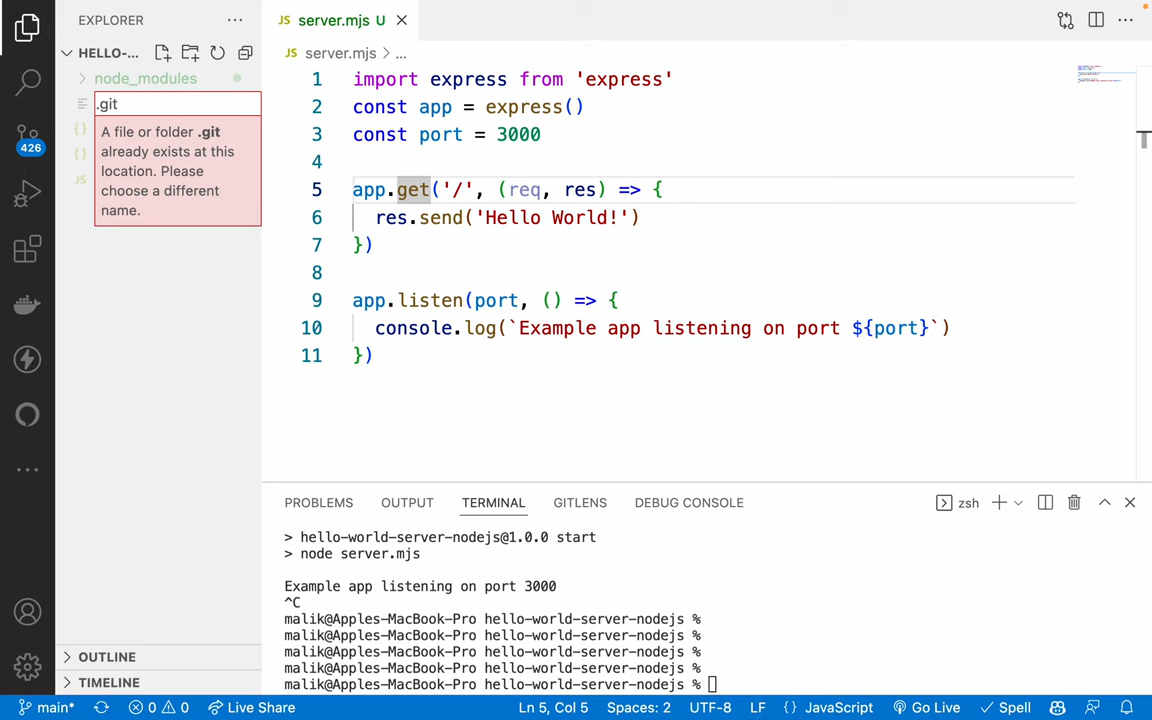 EXPLORER
HELLO-...
node_modules
.git
A file or folder .git
already exists at this
location. Please
choose a different
name.
426
OUTLINE
TIMELINE
JS server.mjs U
JS server.mjs > ...
1 import express from 'express'
2 const app = express()
3 const port = 3000
4
5 app.get('/', (req, res) => {
6 res.send('Hello World!')
7 })
8
9 app.listen(port, () => {
10 console.log(`Example app listening on port ${port}`)
11 })
PROBLEMS OUTPUT TERMINAL GITLENS DEBUG CONSOLE
zsh
> hello-world-server-nodejs@1.0.0 start
> node server.mjs
Example app listening on port 3000
^C
malik@Apples-MacBook-Pro hello-world-server-nodejs %
malik@Apples-MacBook-Pro hello-world-server-nodejs %
malik@Apples-MacBook-Pro hello-world-server-nodejs %
malik@Apples-MacBook-Pro hello-world-server-nodejs %
malik@Apples-MacBook-Pro hello-world-server-nodejs %
main* 0 0 Live Share Ln 5, Col 5 Spaces: 2 UTF-8 LF {} JavaScript Go Live Spell